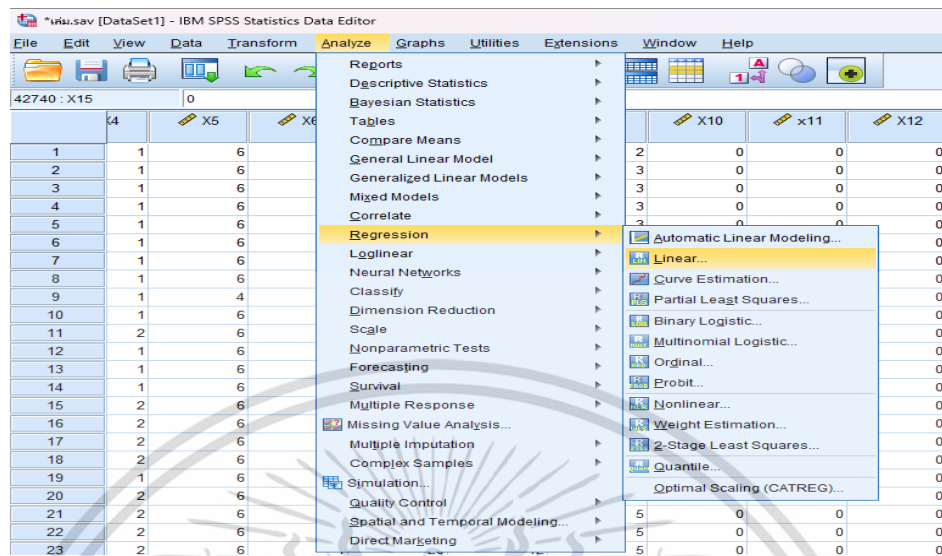 *เล่ม.sav [DataSet1] - IBM SPSS Statistics Data Editor
File Edit View Data Transform Analyze Graphs Utilities Extensions Window Help
42740 : X15 0
X5 X10 x11 X12
Reports
Descriptive Statistics
Bayesian Statistics
Tables
Compare Means
General Linear Model
Generalized Linear Models
Mixed Models
Correlate
Regression
Loglinear
Neural Networks
Classify
Dimension Reduction
Scale
Nonparametric Tests
Forecasting
Survival
Multiple Response
Missing Value Analysis...
Multiple Imputation
Complex Samples
Simulation...
Quality Control
Spatial and Temporal Modeling...
Direct Marketing
Automatic Linear Modeling...
Linear...
Curve Estimation...
Partial Least Squares...
Binary Logistic...
Multinomial Logistic...
Ordinal...
Probit...
Nonlinear...
Weight Estimation...
2-Stage Least Squares...
Quantile...
Optimal Scaling (CATREG)...
1 1 6 2 0 0 0
2 1 6 3 0 0 0
3 1 6 3 0 0 0
4 1 6 3 0 0 0
5 1 6 3 0 0 0
6 1 6
7 1 6
8 1 6
9 1 4
10 1 6
11 2 6
12 1 6
13 1 6
14 1 6
15 2 6
16 2 6
17 2 6
18 2 6
19 1 6
20 2 6
21 2 6 5 0 0 0
22 2 6 5 0 0 0
23 2 6 5 0 0 0